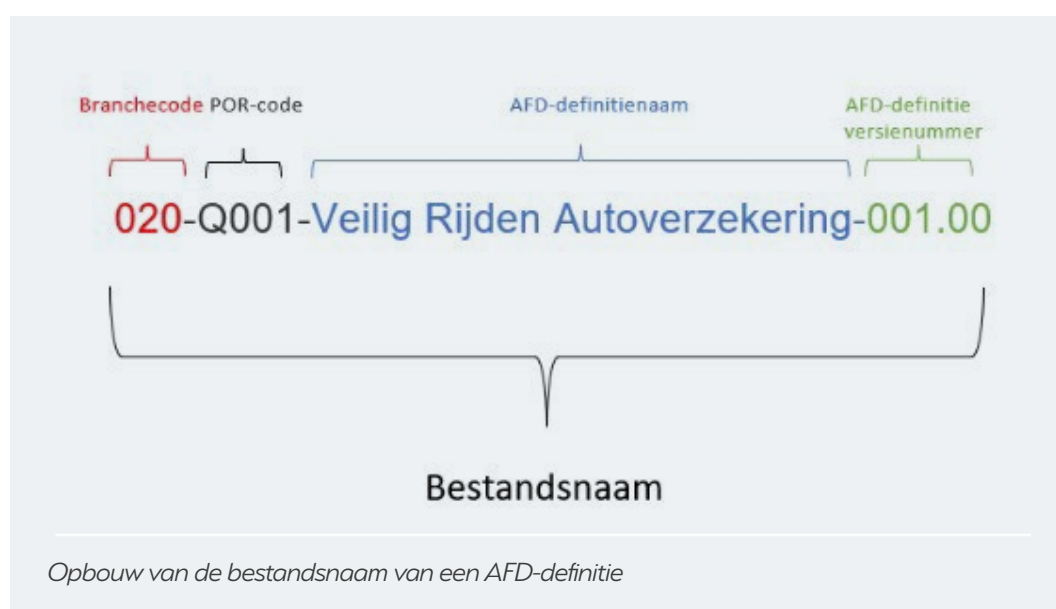 Branchecode POR-code AFD-definitienaam AFD-definitie
versienummer
020-Q001-Veilig Rijden Autoverzekering-001.00
Bestandsnaam
Opbouw van de bestandsnaam van een AFD-definitie